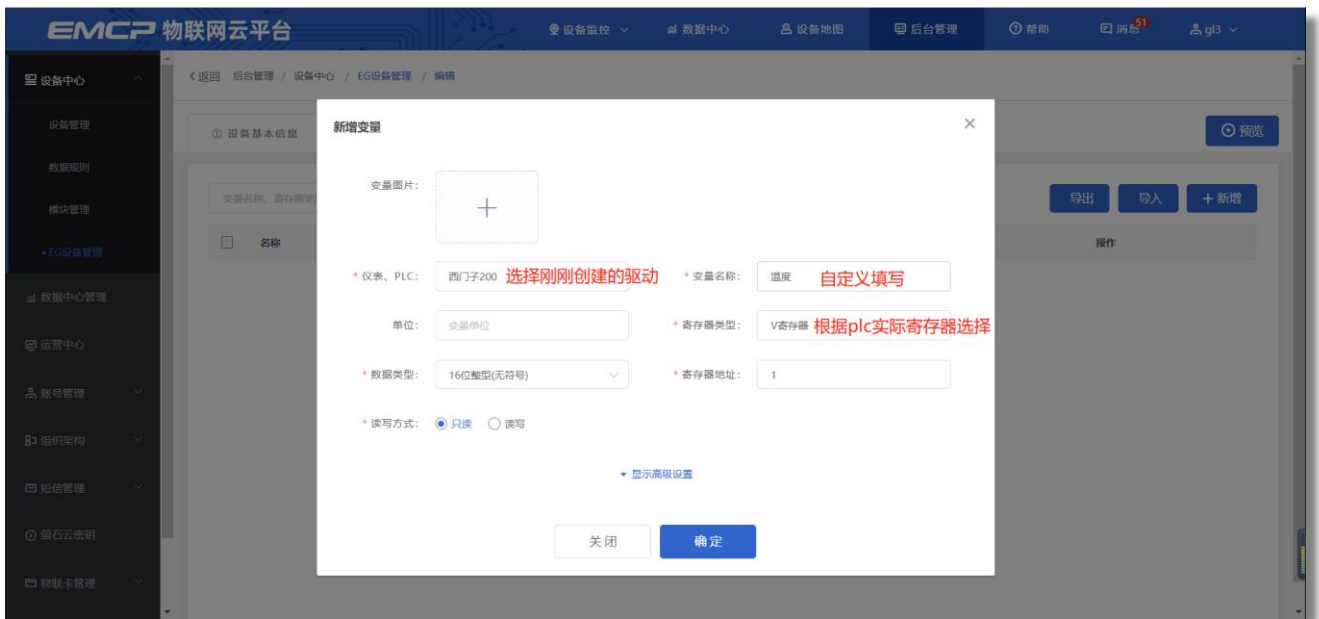 EMCP 物联网云平台
设备监控
数据中心
设备地图
后台管理
帮助
消息
51
gl3
设备中心
设备管理
数据规则
模块管理
EG设备管理
数据中心管理
运营中心
账号管理
组织架构
短信管理
萤石云密钥
物联卡管理
返回 后台管理 / 设备中心 / EG设备管理 / 编辑
① 设备基本信息
预览
变量名称、寄存器地
导出
导入
+ 新增
名称
操作
新增变量
变量图片:
* 仪表、PLC: 西门子200 选择刚刚创建的驱动
* 变量名称: 温度 自定义填写
单位: 变量单位
* 寄存器类型: V寄存器 根据plc实际寄存器选择
* 数据类型: 16位整型(无符号)
* 寄存器地址: 1
* 读写方式: 只读 读写
显示高级设置
关闭
确定